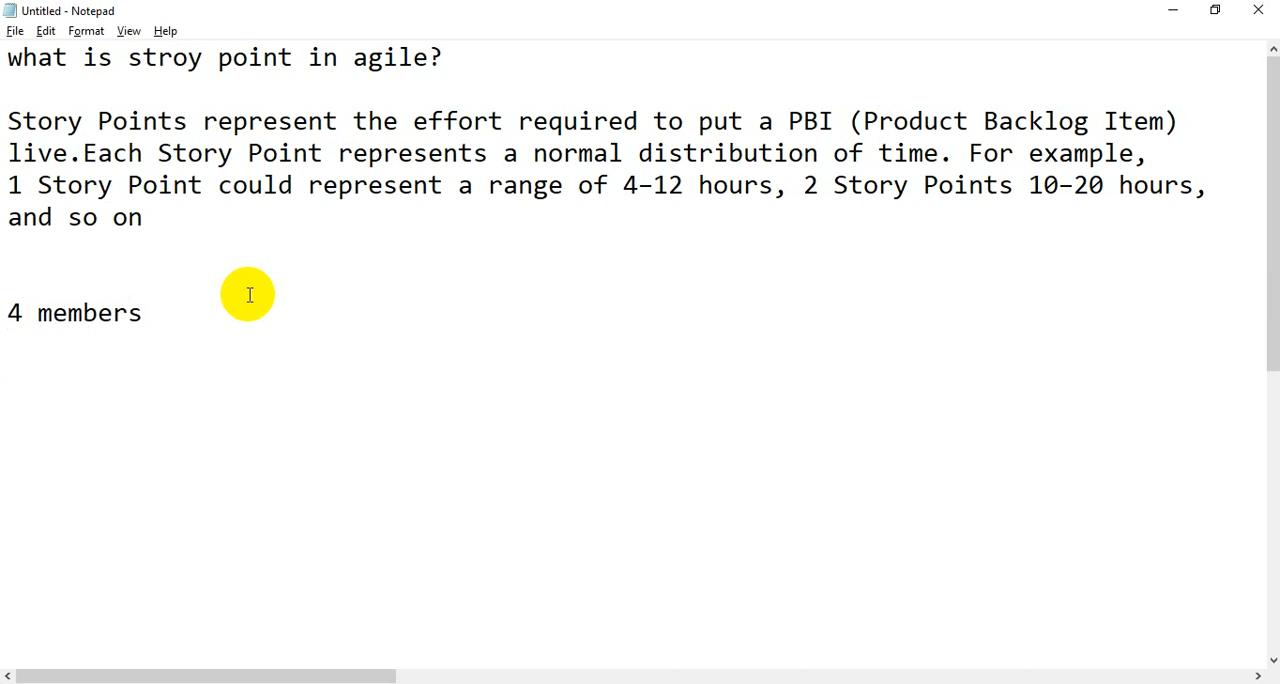 Untitled - Notepad
File Edit Format View Help
what is stroy point in agile?
Story Points represent the effort required to put a PBI (Product Backlog Item)
live.Each Story Point represents a normal distribution of time. For example,
1 Story Point could represent a range of 4–12 hours, 2 Story Points 10–20 hours,
and so on
4 members